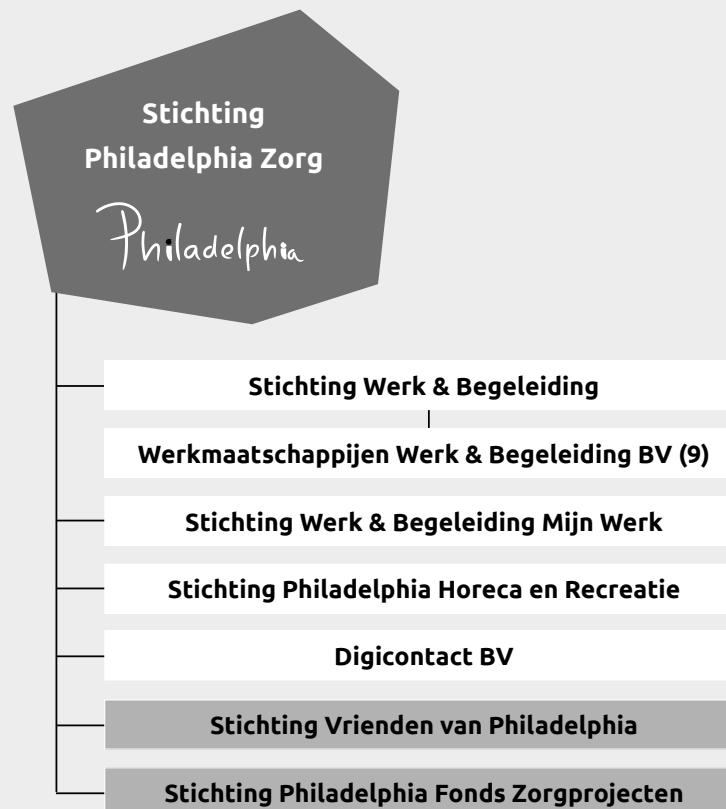 Stichting
Philadelphia Zorg
Philadelphia
Stichting Werk & Begeleiding
Werkmaatschappijen Werk & Begeleiding BV (9)
Stichting Werk & Begeleiding Mijn Werk
Stichting Philadelphia Horeca en Recreatie
Digicontact BV
Stichting Vrienden van Philadelphia
Stichting Philadelphia Fonds Zorgprojecten